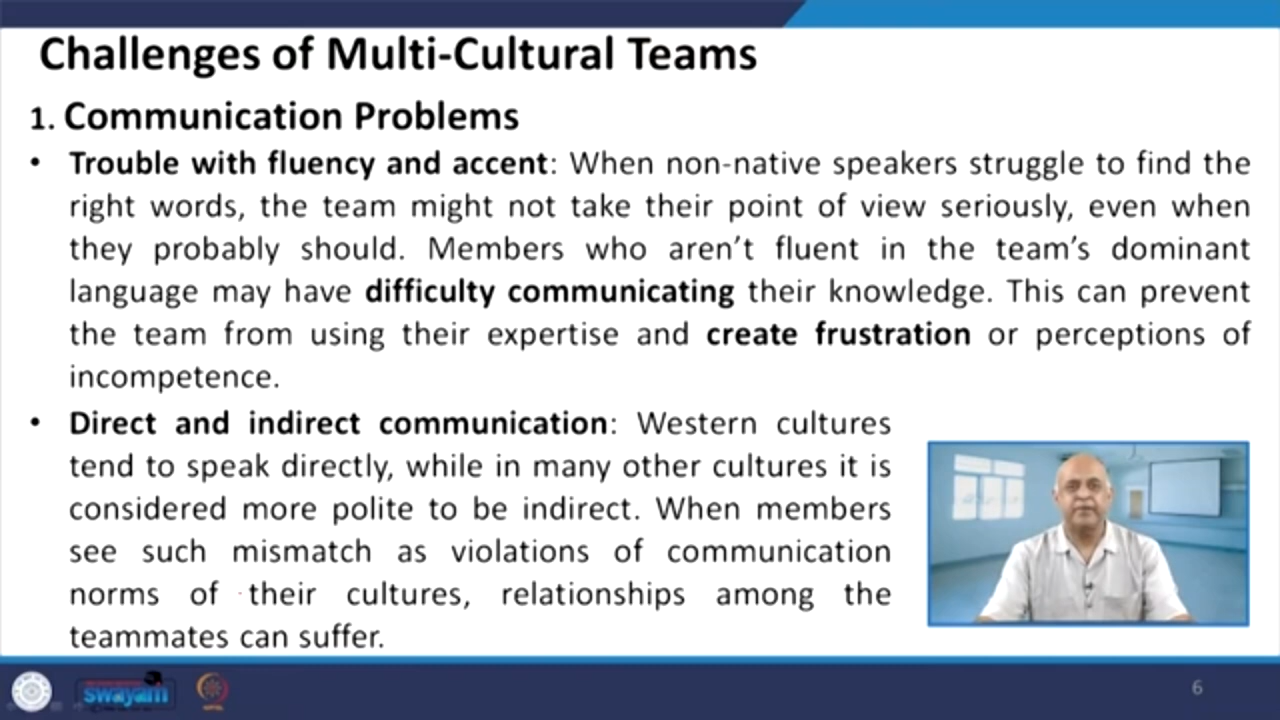 Challenges of Multi-Cultural Teams
1. Communication Problems
• Trouble with fluency and accent: When non-native speakers struggle to find the
right words, the team might not take their point of view seriously, even when
they probably should. Members who aren’t fluent in the team’s dominant
language may have difficulty communicating their knowledge. This can prevent
the team from using their expertise and create frustration or perceptions of
incompetence.
• Direct and indirect communication: Western cultures
tend to speak directly, while in many other cultures it is
considered more polite to be indirect. When members
see such mismatch as violations of communication
norms of their cultures, relationships among the
teammates can suffer.
swayam
6